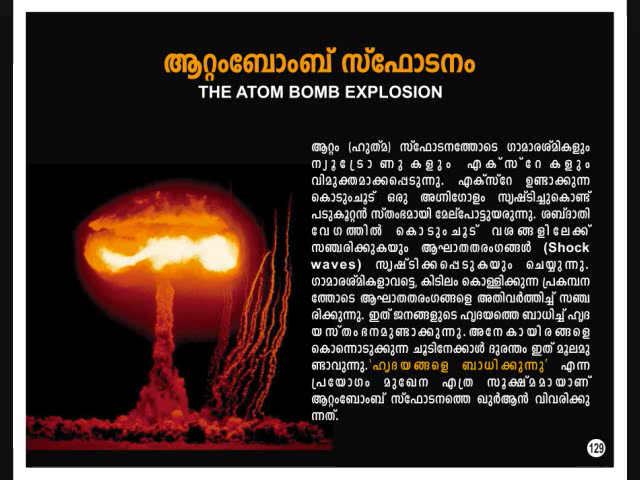 ആറ്റംബോംബ് സ്ഫോടനം
THE ATOM BOMB EXPLOSION
ആറ്റം (ഹുത്മ) സ്ഫോടനത്തോടെ ഗാമാരശ്മികളും
ന്യൂട്രോണുകളും എക്സ്റേകളും
വിമുക്തമാക്കപ്പെടുന്നു. എക്സ്റേ ഉണ്ടാക്കുന്ന
കൊടുംചൂട് ഒരു അഗ്നിഗോളം സൃഷ്ടിച്ചുകൊണ്ട്
പടുകൂറ്റൻ സ്തംഭമായി മേല്പോട്ടുയരുന്നു. ശബ്ദാതി
വേഗത്തിൽ കൊടുംചൂട് വശങ്ങളിലേക്ക്
സഞ്ചരിക്കുകയും ആഘാതതരംഗങ്ങൾ (Shock
waves) സൃഷ്ടിക്കപ്പെടുകയും ചെയ്യുന്നു.
ഗാമാരശ്മികളാവട്ടെ, കിടിലം കൊള്ളിക്കുന്ന പ്രകമ്പന
ത്തോടെ ആഘാതതരംഗങ്ങളെ അതിവർത്തിച്ച് സഞ്ച
രിക്കുന്നു. ഇത് ജനങ്ങളുടെ ഹൃദയത്തെ ബാധിച്ച് ഹൃദ
യസ്തംഭനമുണ്ടാക്കുന്നു. അനേകായിരങ്ങളെ
കൊന്നൊടുക്കുന്ന ചൂടിനേക്കാൾ ദുരന്തം ഇത് മൂലമു
ണ്ടാവുന്നു. 'ഹൃദയങ്ങളെ ബാധിക്കുന്നു' എന്ന
പ്രയോഗം മുഖേന എത്ര സൂക്ഷ്മമായാണ്
ആറ്റംബോംബ് സ്ഫോടനത്തെ ഖുർആൻ വിവരിക്കു
ന്നത്.
129